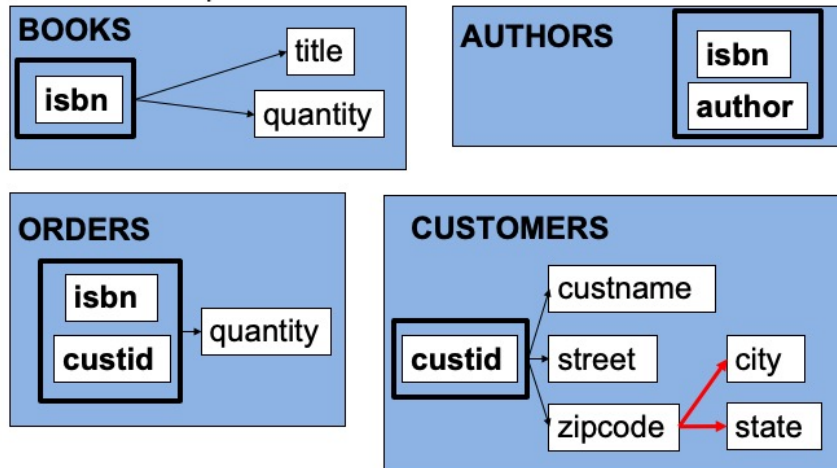 BOOKS
isbn
title
quantity
AUTHORS
isbn
author
ORDERS
isbn
custid
quantity
CUSTOMERS
custid
custname
street
zipcode
city
state